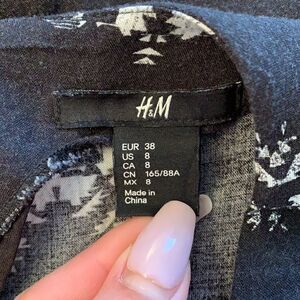 H&M
EUR 38
US 8
CA 8
CN 165/88A
MX 8
Made in
China